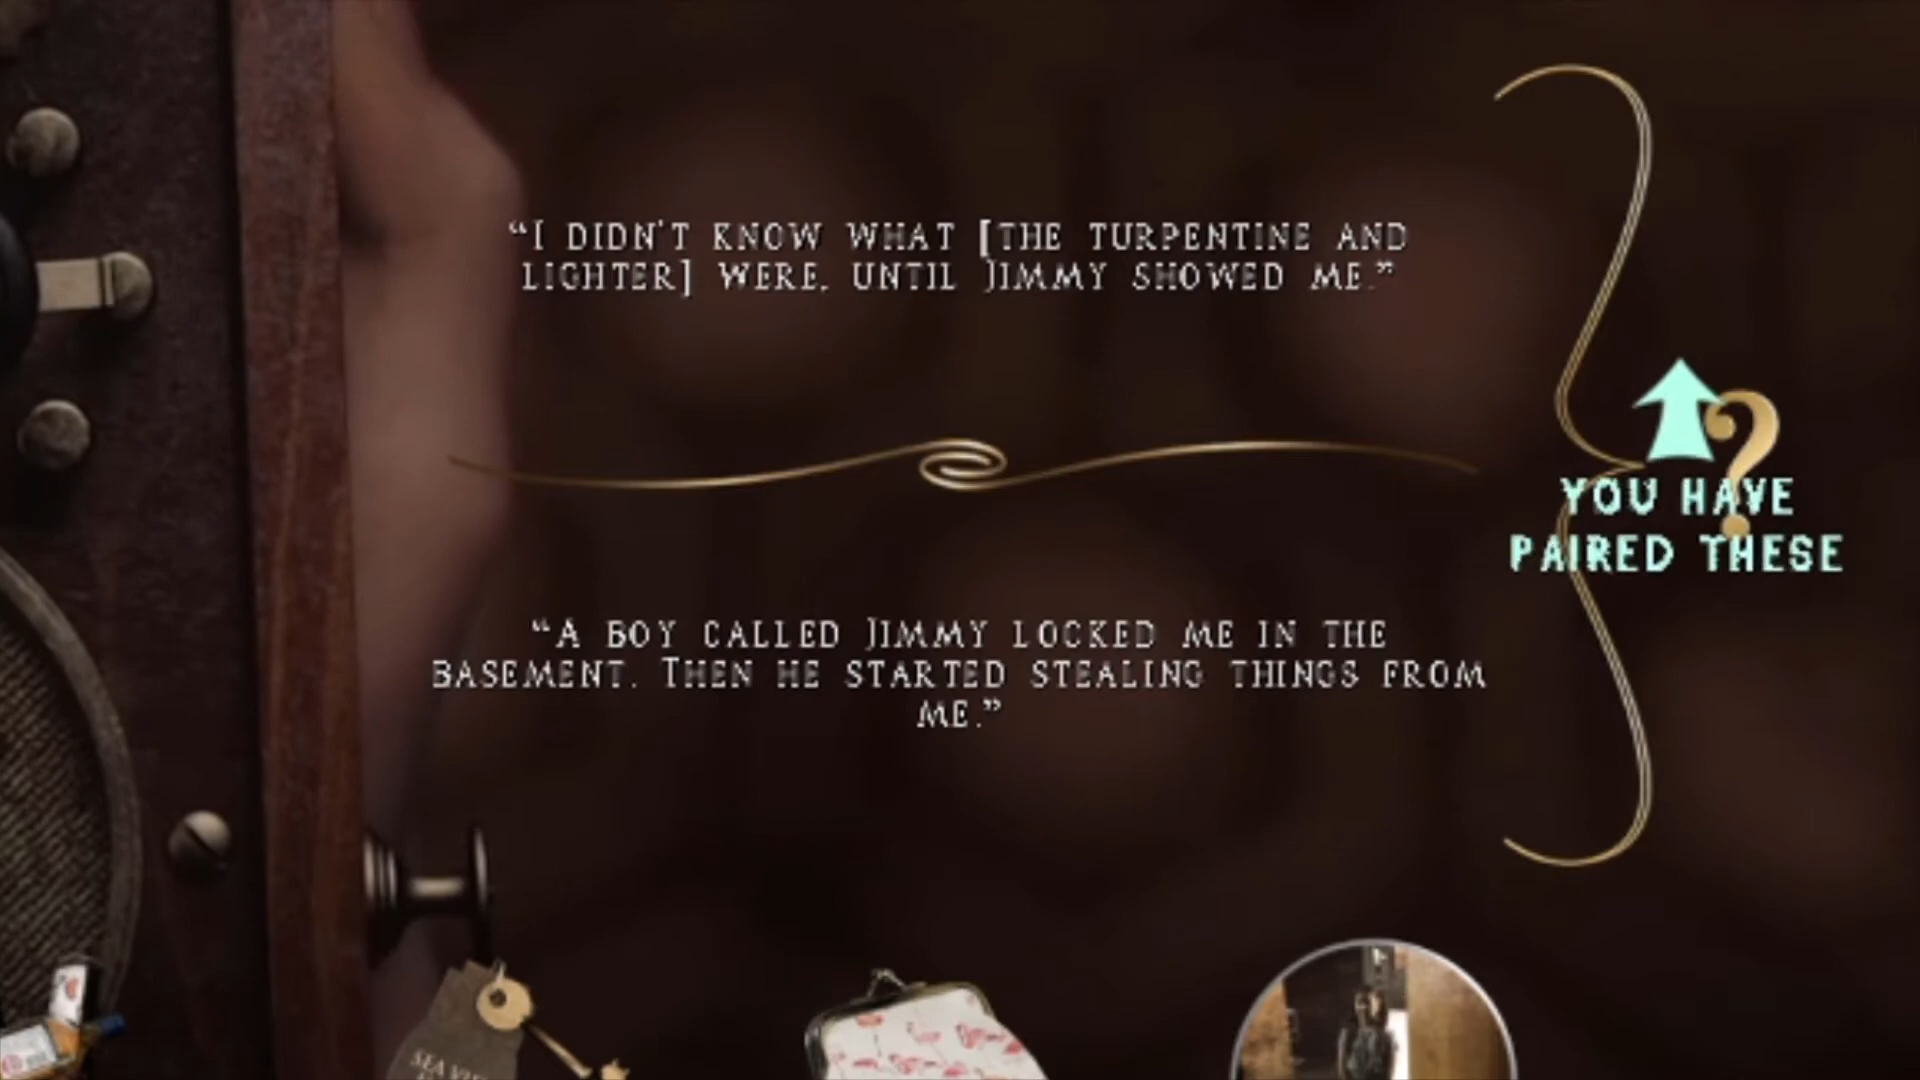 “I DIDN'T KNOW WHAT [THE TURPENTINE AND
LIGHTER] WERE, UNTIL JIMMY SHOWED ME.”
?
YOU HAVE
PAIRED THESE
“A BOY CALLED JIMMY LOCKED ME IN THE
BASEMENT. THEN HE STARTED STEALING THINGS FROM
ME.”